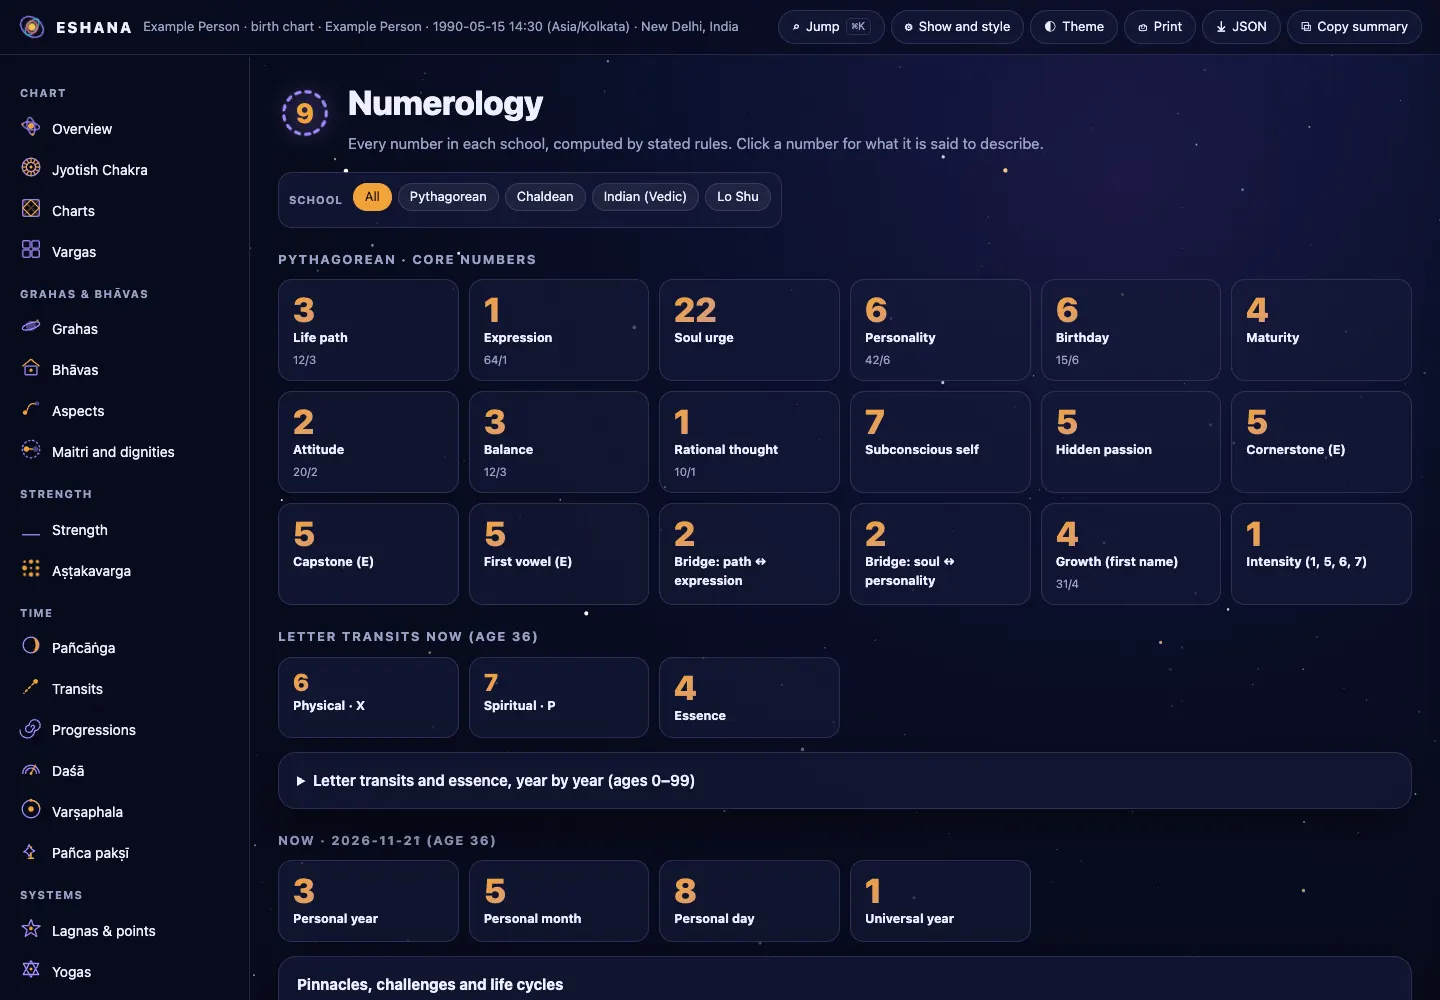 ESHANA
Example Person · birth chart · Example Person · 1990-05-15 14:30 (Asia/Kolkata) · New Delhi, India
Jump ⌘K
Show and style
Theme
Print
JSON
Copy summary
CHART
Overview
Jyotish Chakra
Charts
Vargas
GRAHAS & BHĀVAS
Grahas
Bhāvas
Aspects
Maitri and dignities
STRENGTH
Strength
Aṣṭakavarga
TIME
Pañcāṅga
Transits
Progressions
Daśā
Varṣaphala
Pañca pakṣī
SYSTEMS
Lagnas & points
Yogas
9
Numerology
Every number in each school, computed by stated rules. Click a number for what it is said to describe.
SCHOOL
All
Pythagorean
Chaldean
Indian (Vedic)
Lo Shu
PYTHAGOREAN · CORE NUMBERS
3
Life path
12/3
1
Expression
64/1
22
Soul urge
6
Personality
42/6
6
Birthday
15/6
4
Maturity
2
Attitude
20/2
3
Balance
12/3
1
Rational thought
10/1
7
Subconscious self
5
Hidden passion
5
Cornerstone (E)
5
Capstone (E)
5
First vowel (E)
2
Bridge: path ↔
expression
2
Bridge: soul ↔
personality
4
Growth (first name)
31/4
1
Intensity (1, 5, 6, 7)
LETTER TRANSITS NOW (AGE 36)
6
Physical · X
7
Spiritual · P
4
Essence
Letter transits and essence, year by year (ages 0–99)
NOW · 2026-11-21 (AGE 36)
3
Personal year
5
Personal month
8
Personal day
1
Universal year
Pinnacles, challenges and life cycles